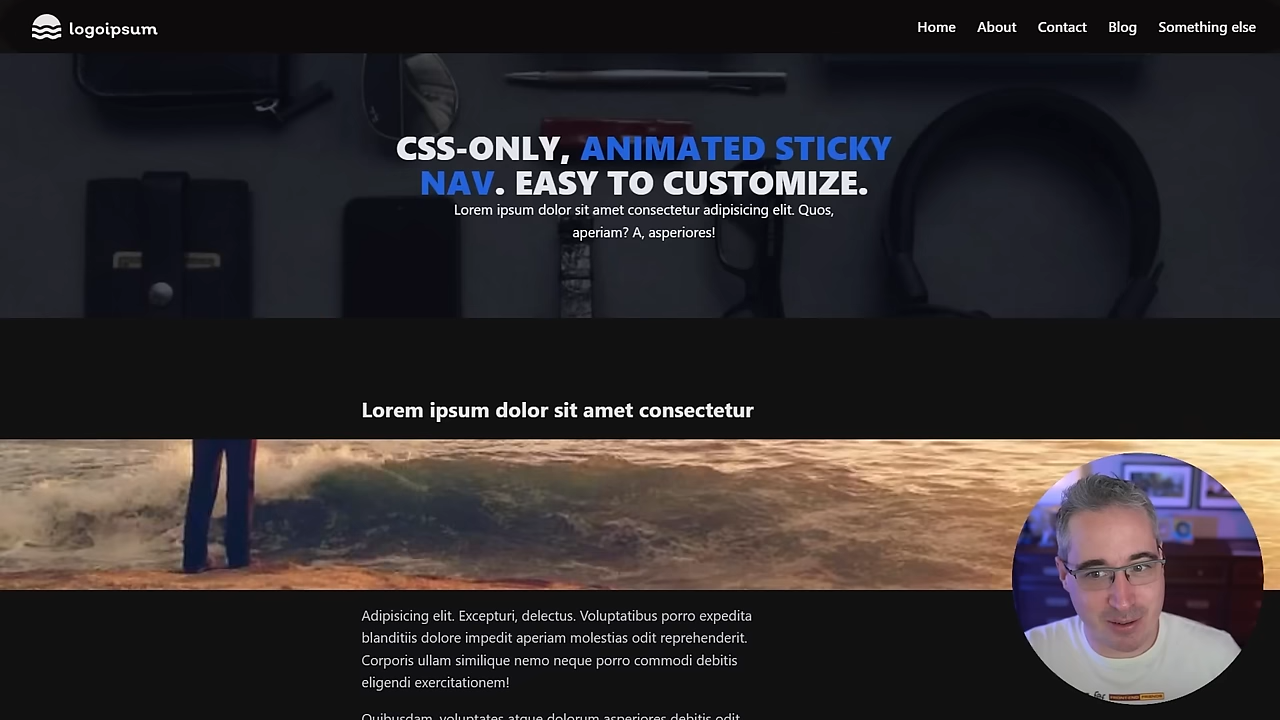 logoipsum
Home About Contact Blog Something else
CSS-ONLY, ANIMATED STICKY
NAV. EASY TO CUSTOMIZE.
Lorem ipsum dolor sit amet consectetur adipisicing elit. Quos,
aperiam? A, asperiores!
Lorem ipsum dolor sit amet consectetur
Adipisicing elit. Excepturi, delectus. Voluptatibus porro expedita
blanditiis dolore impedit aperiam molestias odit reprehenderit.
Corporis ullam similique nemo neque porro commodi debitis
eligendi exercitationem!
Quibusdam, voluptates atque dolorum asperiores debitis odit